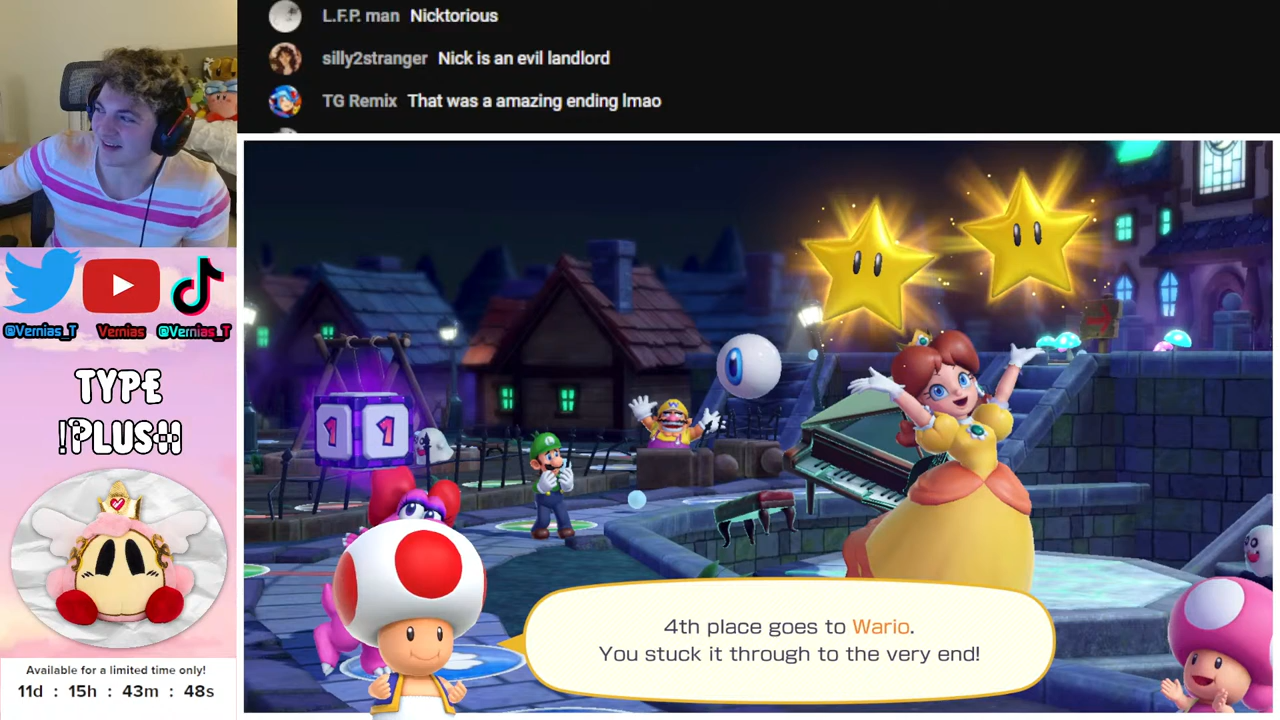 L.F.P. man Nicktorious
silly2stranger Nick is an evil landlord
TG Remix That was a amazing ending lmao
@Vernias_T Vernias @Vernias_T
TYPE
!PLUSH
Available for a limited time only!
11d : 15h : 43m : 48s
1 1
4th place goes to Wario.
You stuck it through to the very end!